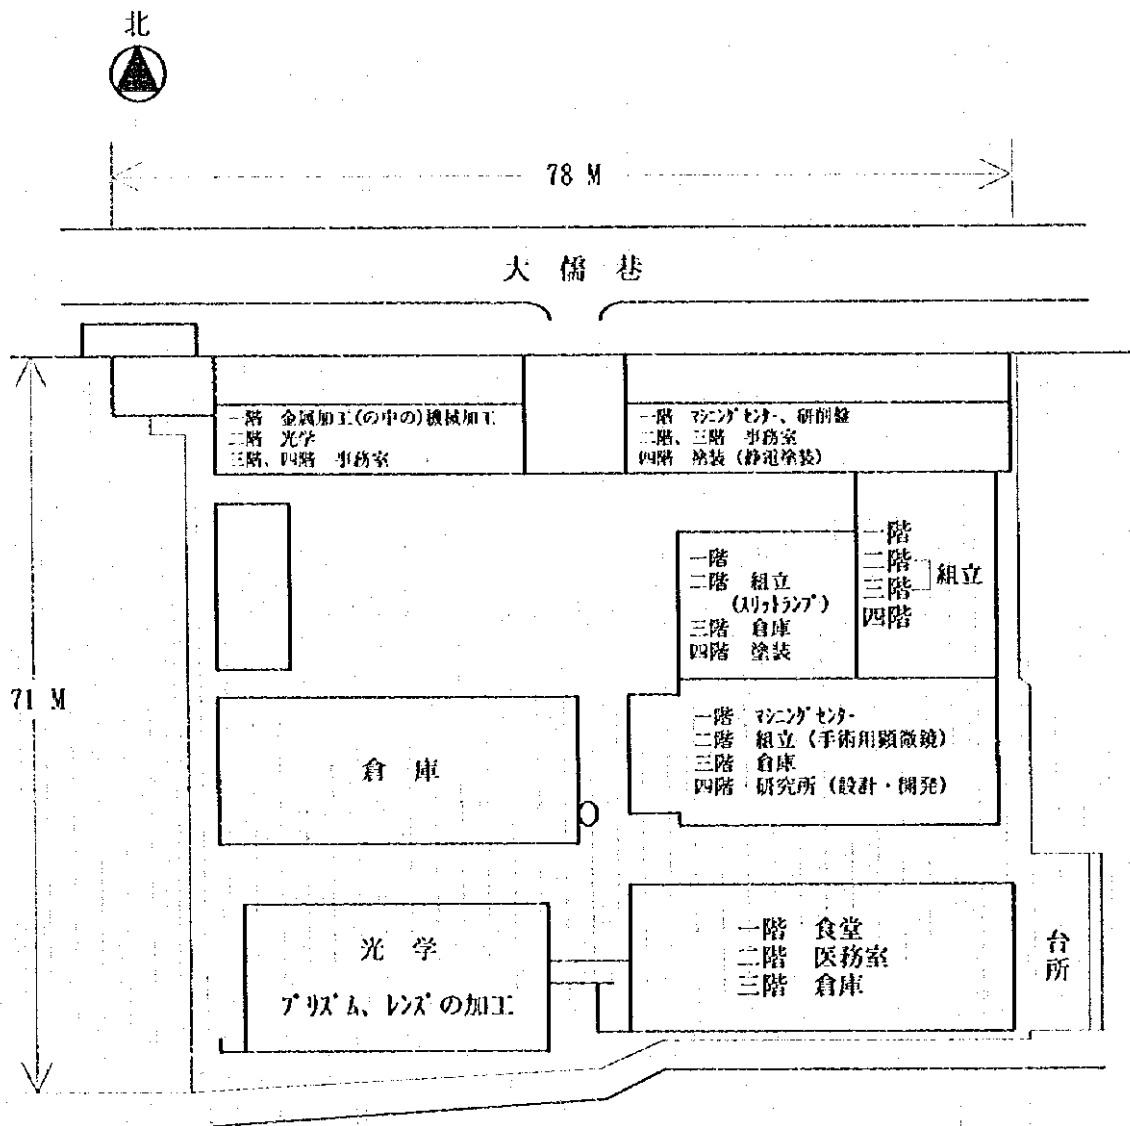 北
78 M
大儒巷
一階 金属加工(の中の)機械加工
二階 光学
三階、四階 事務室
一階 マシニングセンター、研削盤
二階、三階 事務室
四階 塗装(静電塗装)
一階
二階 組立
(スリットランプ)
三階 倉庫
四階 塗装
一階
二階
三階
四階
組立
71 M
倉庫
一階 マシニングセンター
二階 組立(手術用顕微鏡)
三階 倉庫
四階 研究所(設計・開発)
光学
プリズム、レンズの加工
一階 食堂
二階 医務室
三階 倉庫
台所